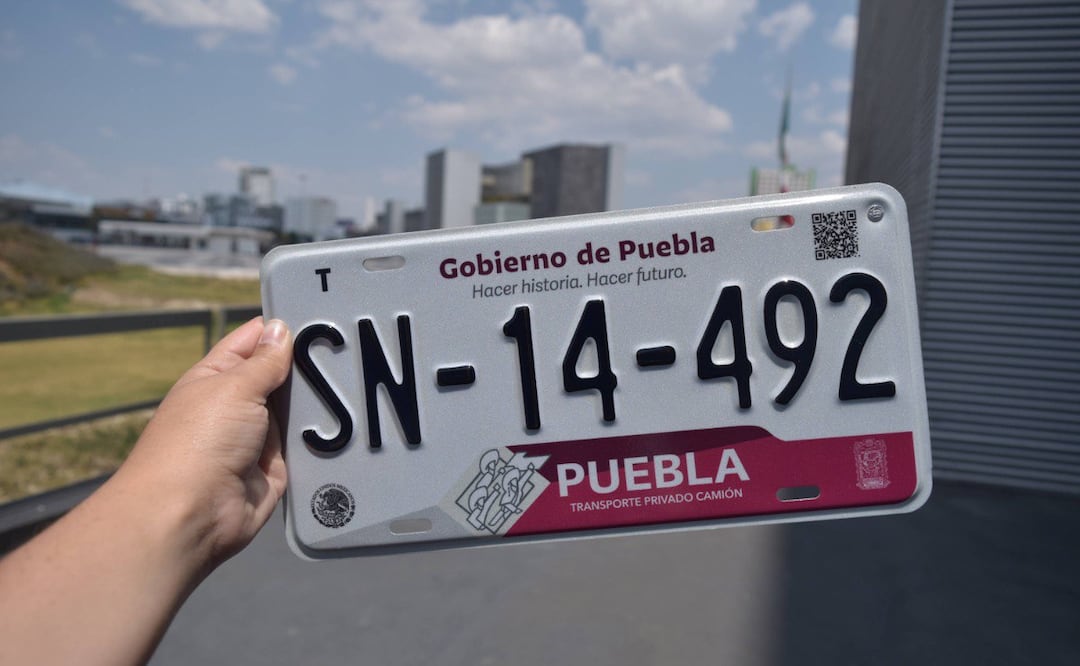 T
Gobierno de Puebla
Hacer historia. Hacer futuro.
SN-14-492
PUEBLA
TRANSPORTE PRIVADO CAMIÓN